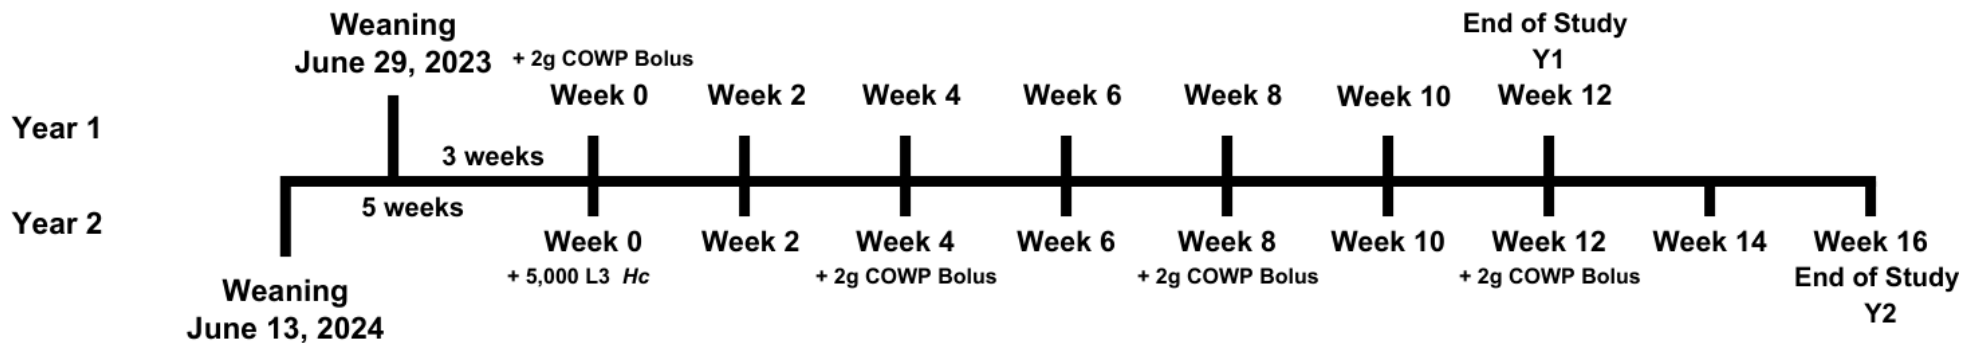 Weaning
June 29, 2023
+ 2g COWP Bolus
End of Study
Y1
Week 0
Week 2
Week 4
Week 6
Week 8
Week 10
Week 12
Year 1
3 weeks
5 weeks
Year 2
Week 0
Week 2
Week 4
Week 6
Week 8
Week 10
Week 12
Week 14
Week 16
+ 5,000 L3 Hc
+ 2g COWP Bolus
+ 2g COWP Bolus
+ 2g COWP Bolus
End of Study
Y2
Weaning
June 13, 2024